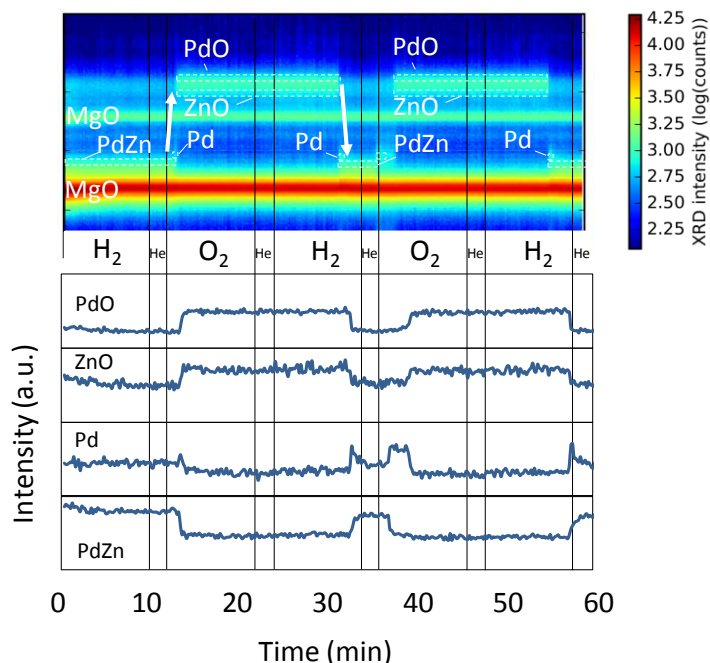 PdO
PdO
ZnO
ZnO
MgO
PdZn
Pd
Pd
PdZn
Pd
MgO
4.25
4.00
3.75
3.50
3.25
3.00
2.75
2.50
2.25
XRD intensity (log(counts))
H2 He O2 He H2 He O2 He H2 He
PdO
ZnO
Pd
PdZn
Intensity (a.u.)
0 10 20 30 40 50 60
Time (min)